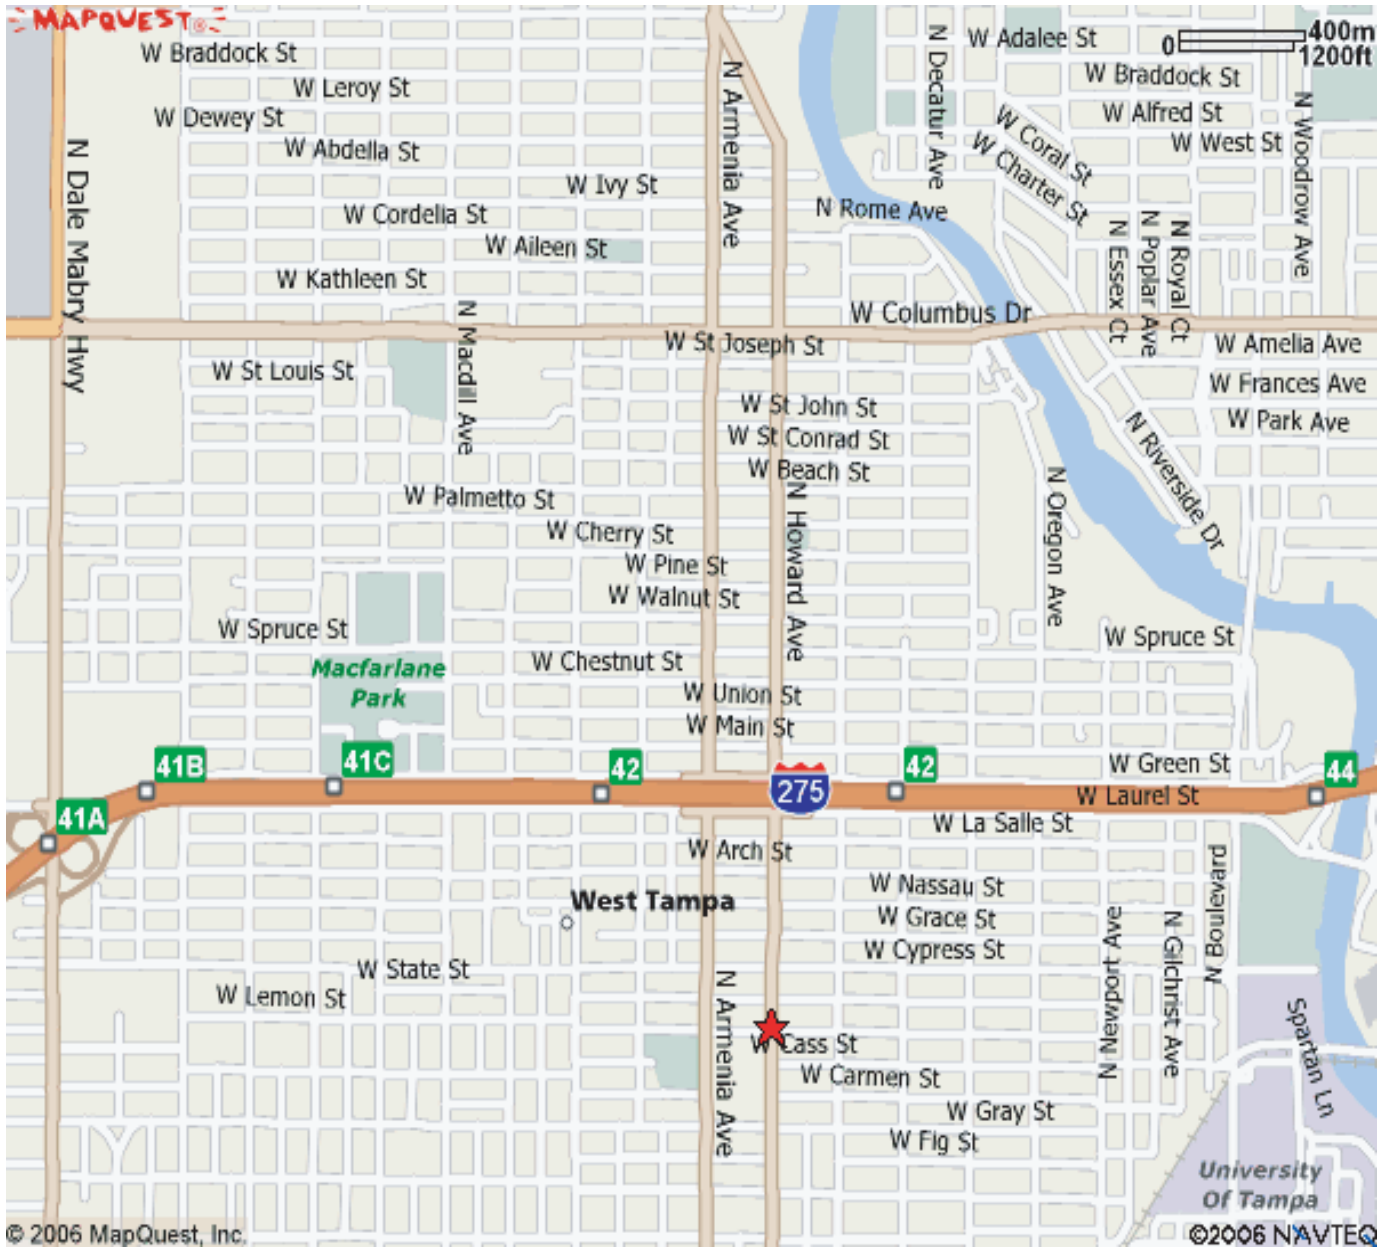 MAPQUEST
W Braddock St
W Leroy St
W Dewey St
W Abdella St
W Ivy St
W Cordelia St
W Aileen St
W Kathleen St
N Dale Mabry Hwy
N Macdill Ave
N Armenia Ave
N Rome Ave
N Decatur Ave
W Adalee St
0 400m
1200ft
W Braddock St
W Alfred St
W West St
W Coral St
W Charter St
N Woodrow Ave
N Essex Ct
N Poplar Ave
N Royal Ct
W Columbus Dr
W St Joseph St
W Amelia Ave
W St Louis St
W Frances Ave
W St John St
W Park Ave
W St Conrad St
W Beach St
N Riverside Dr
N Howard Ave
N Oregon Ave
W Palmetto St
W Cherry St
W Pine St
W Walnut St
W Spruce St
W Spruce St
W Chestnut St
Macfarlane
Park
W Union St
W Main St
41B
41C
42
275
42
W Green St
44
W Laurel St
41A
W La Salle St
W Arch St
N Boulevard
W Nassau St
West Tampa
W Grace St
W Cypress St
N Newport Ave
N Gilchrist Ave
W State St
W Lemon St
N Armenia Ave
Spartan Ln
W Cass St
W Carmen St
W Gray St
W Fig St
University
Of Tampa
© 2006 MapQuest, Inc.
©2006 NAVTEQ